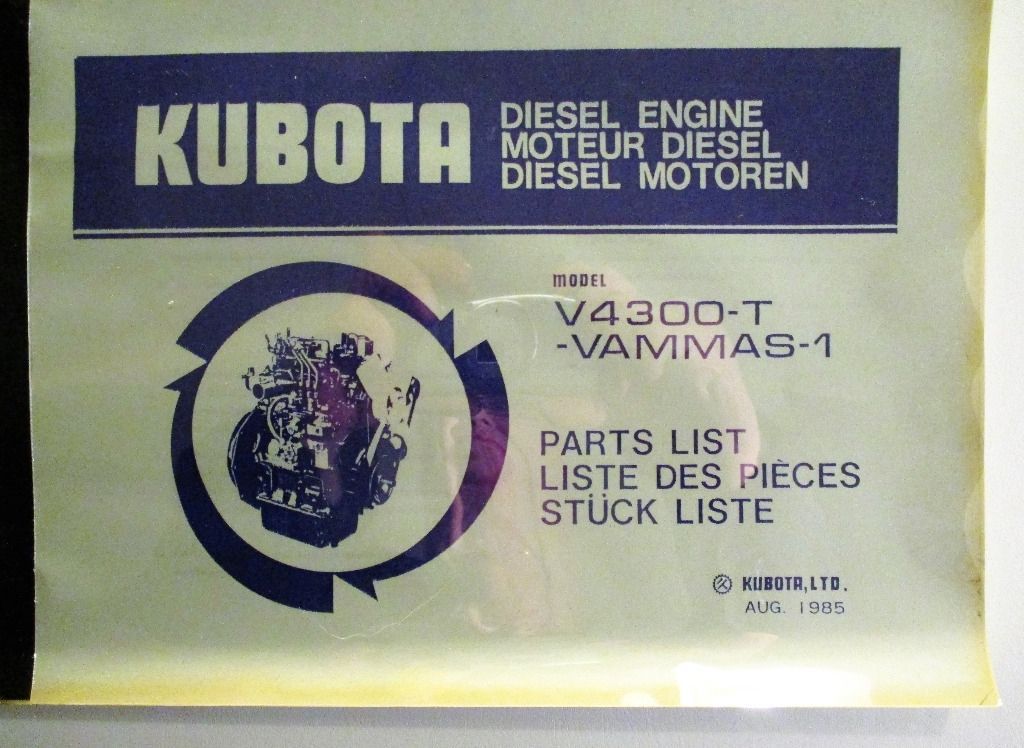 KUBOTA
DIESEL ENGINE
MOTEUR DIESEL
DIESEL MOTOREN
MODEL
V4300-T
-VAMMAS-1
PARTS LIST
LISTE DES PIÈCES
STÜCK LISTE
KUBOTA, LTD.
AUG. 1985